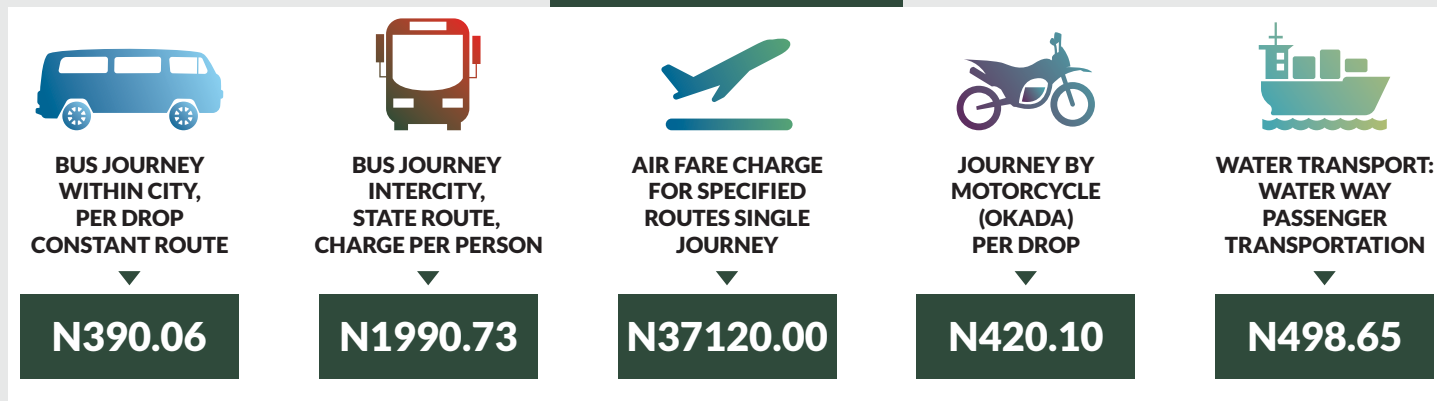 BUS JOURNEY
WITHIN CITY,
PER DROP
CONSTANT ROUTE
N390.06
BUS JOURNEY
INTERCITY,
STATE ROUTE,
CHARGE PER PERSON
N1990.73
AIR FARE CHARGE
FOR SPECIFIED
ROUTES SINGLE
JOURNEY
N37120.00
JOURNEY BY
MOTORCYCLE
(OKADA)
PER DROP
N420.10
WATER TRANSPORT:
WATER WAY
PASSENGER
TRANSPORTATION
N498.65